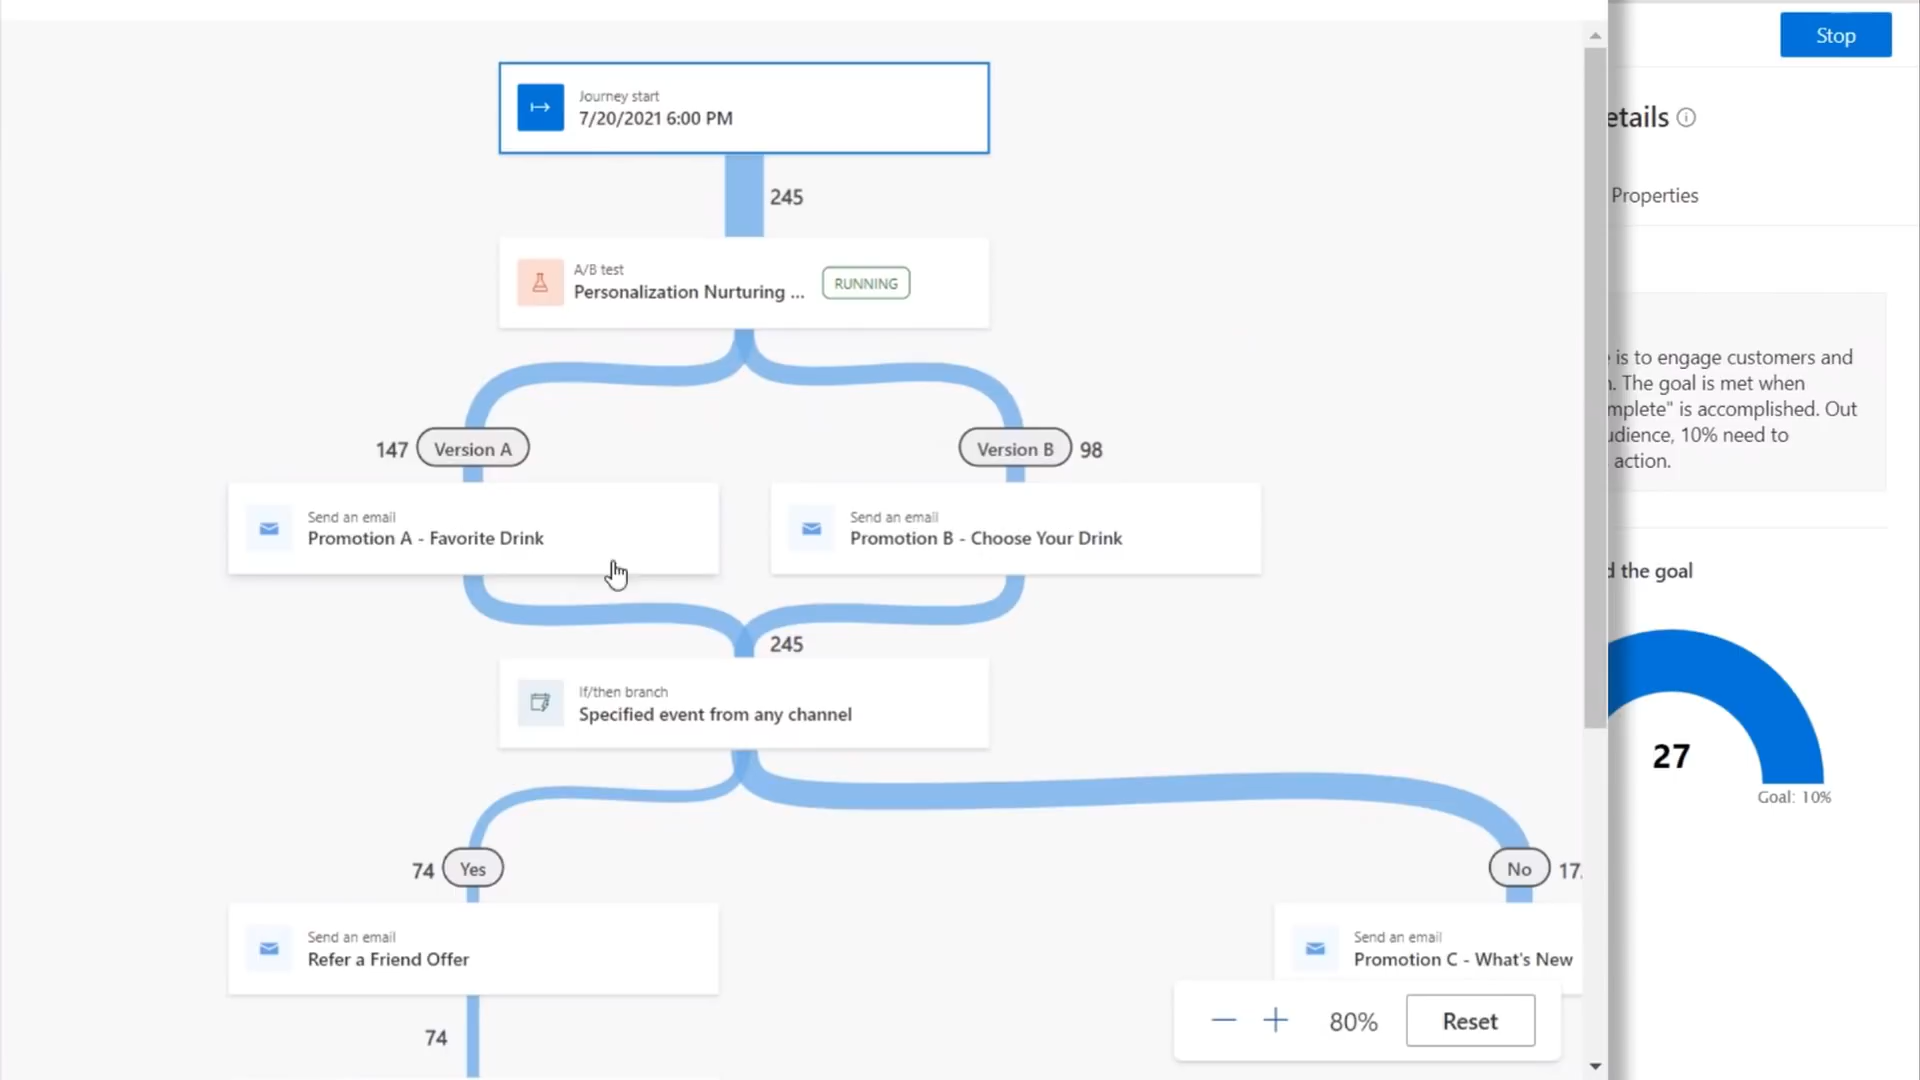 Stop
Journey start
7/20/2021 6:00 PM
etails
245
Properties
A/B test
Personalization Nurturing ...
RUNNING
is to engage customers and
. The goal is met when
mplete" is accomplished. Out
udience, 10% need to
action.
147
Version A
Version B
98
Send an email
Promotion A - Favorite Drink
Send an email
Promotion B - Choose Your Drink
d the goal
245
If/then branch
Specified event from any channel
27
Goal: 10%
74
Yes
No
17
Send an email
Refer a Friend Offer
Send an email
Promotion C - What's New
80%
Reset
74